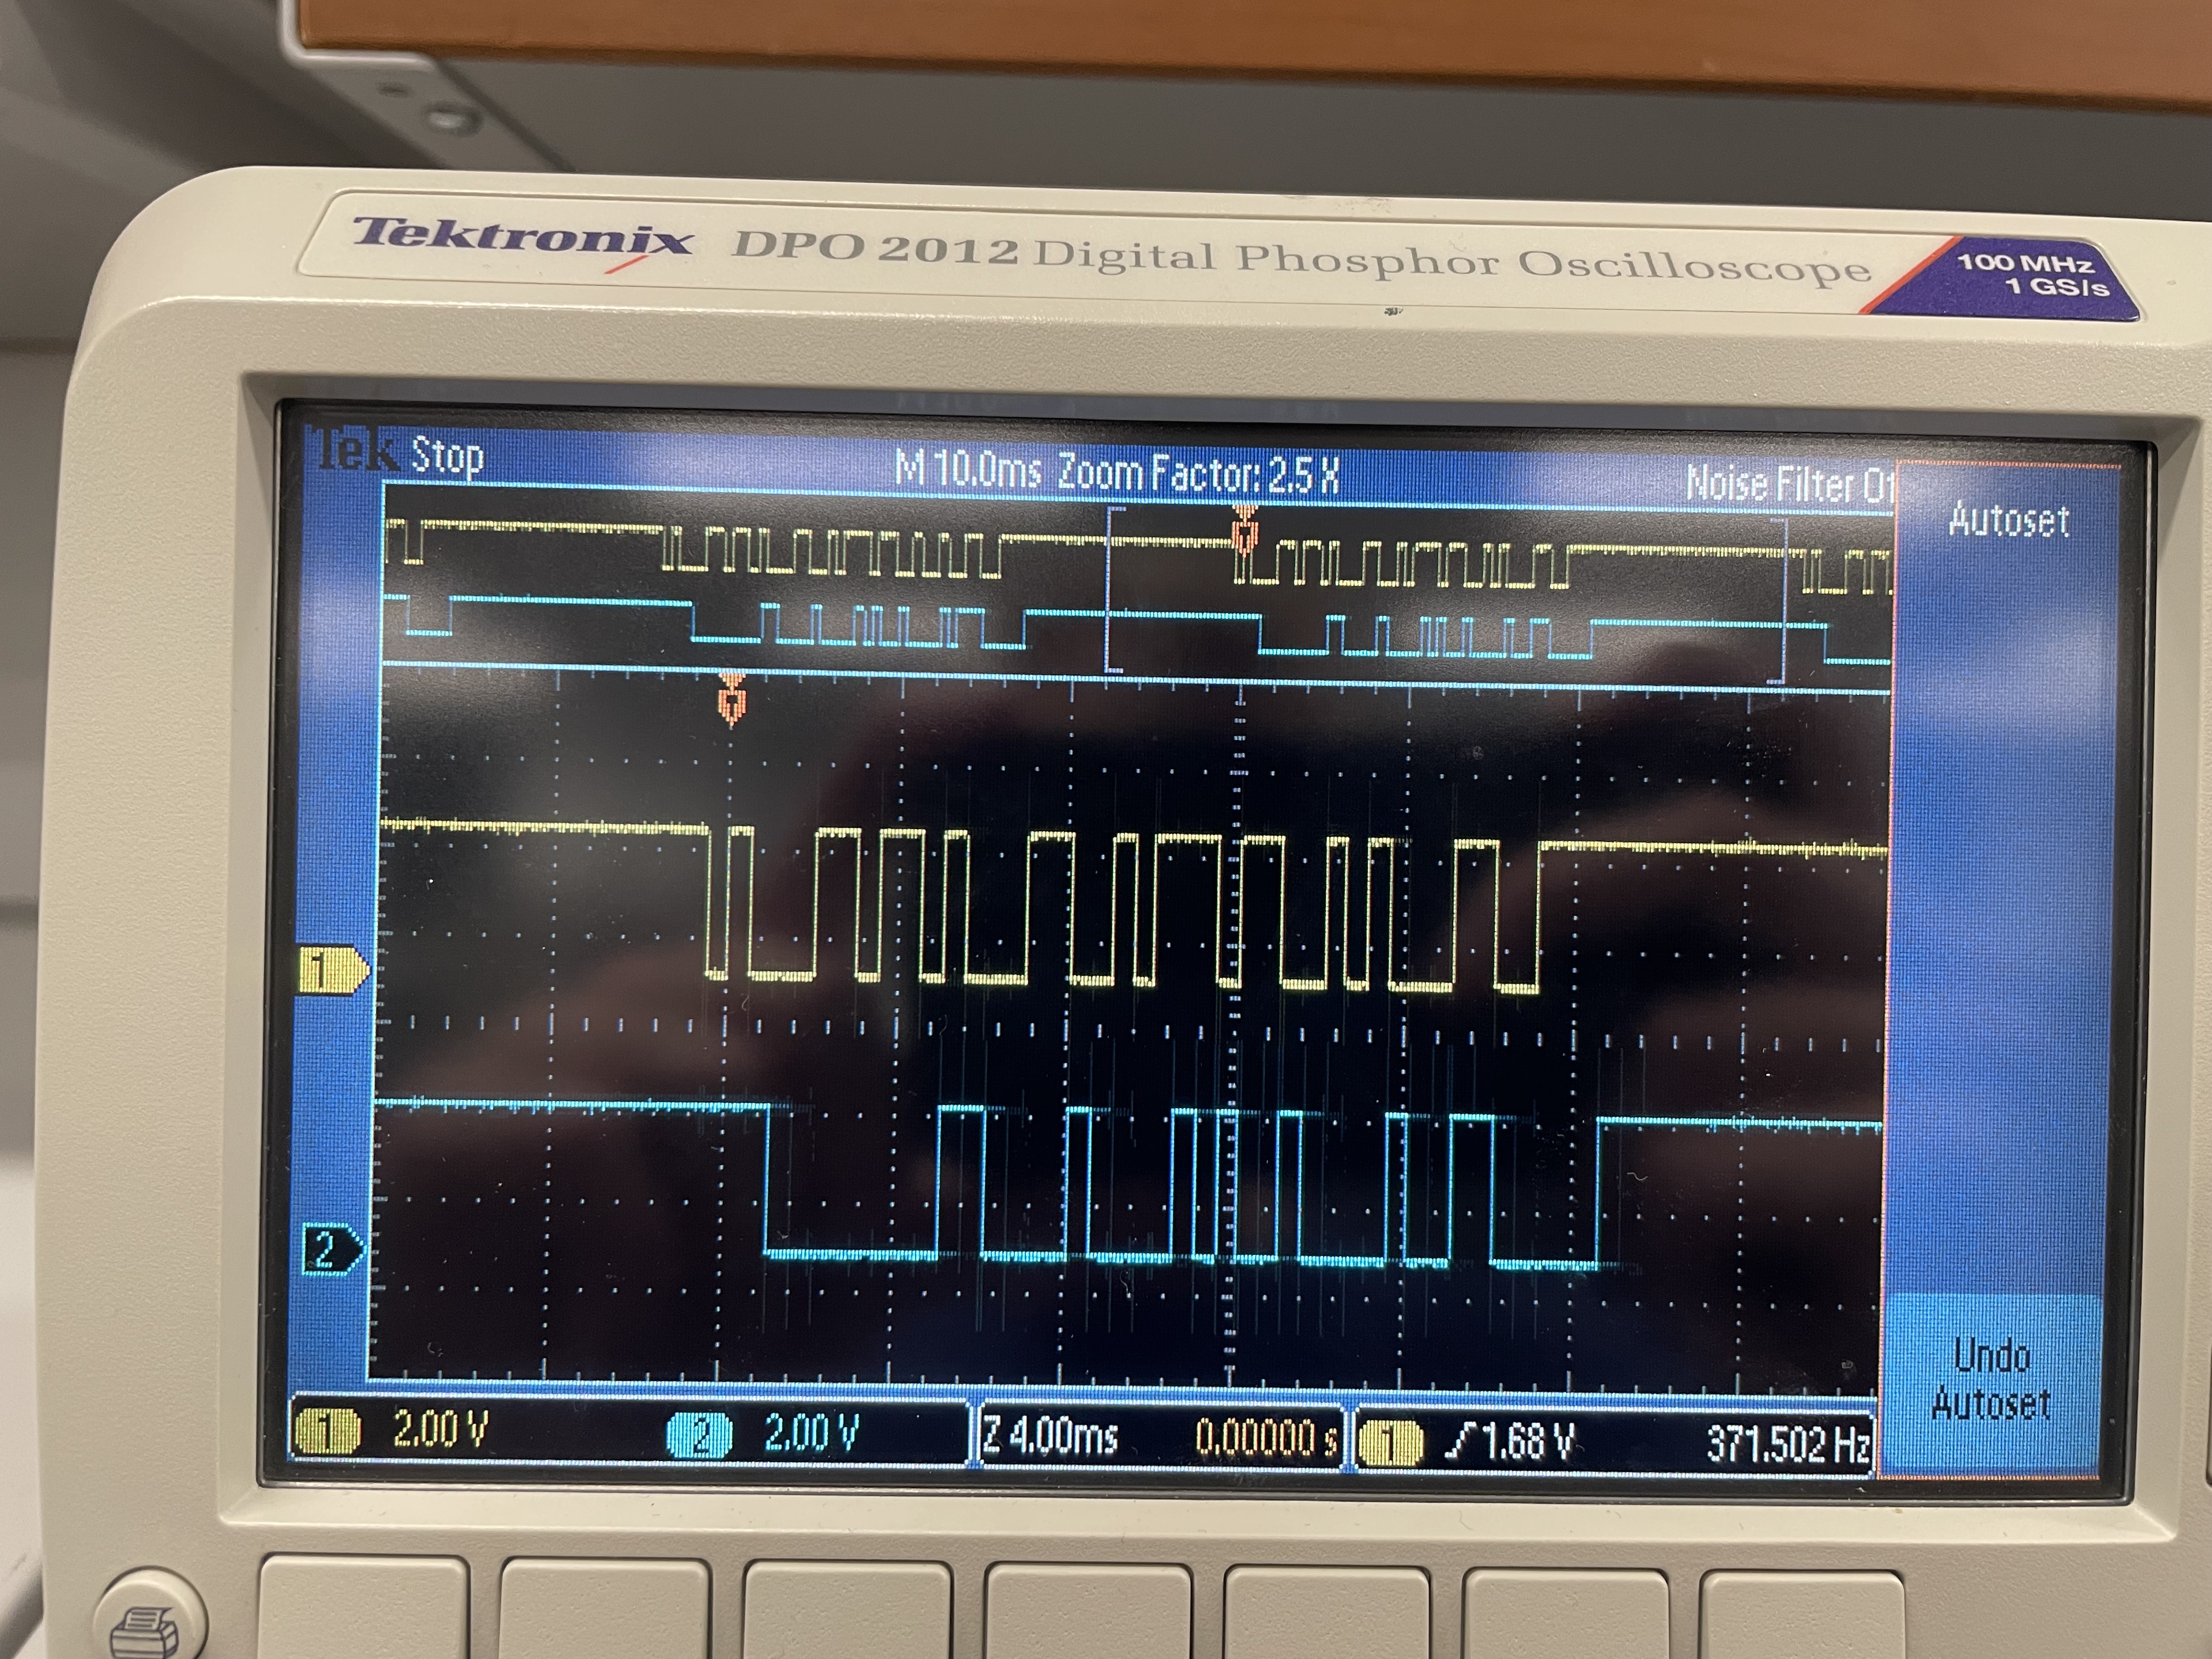 Tektronix DPO 2012 Digital Phosphor Oscilloscope
100 MHz
1 GS/s
Tek Stop
M 10.0ms Zoom Factor: 2.5 X
Noise Filter
Autoset
T
T
1
2
Undo
Autoset
1 2.00 V
2 2.00 V
Z 4.00ms
0.00000 s
1 1.68 V
371.502 Hz